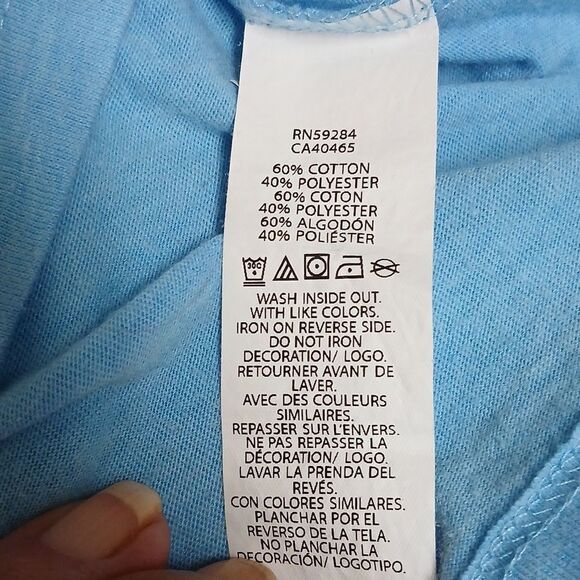 RN59284
CA40465
60% COTTON
40% POLYESTER
60% COTON
40% POLYESTER
60% ALGODÓN
40% POLIÉSTER
30C
WASH INSIDE OUT.
WITH LIKE COLORS.
IRON ON REVERSE SIDE.
DO NOT IRON
DECORATION/ LOGO.
RETOURNER AVANT DE
LAVER.
AVEC DES COULEURS
SIMILAIRES.
REPASSER SUR L'ENVERS.
NE PAS REPASSER LA
DÉCORATION/ LOGO.
LAVAR LA PRENDA DEL
REVÉS.
CON COLORES SIMILARES.
PLANCHAR POR EL
REVERSO DE LA TELA.
NO PLANCHAR LA
DECORACIÓN/ LOGOTIPO.